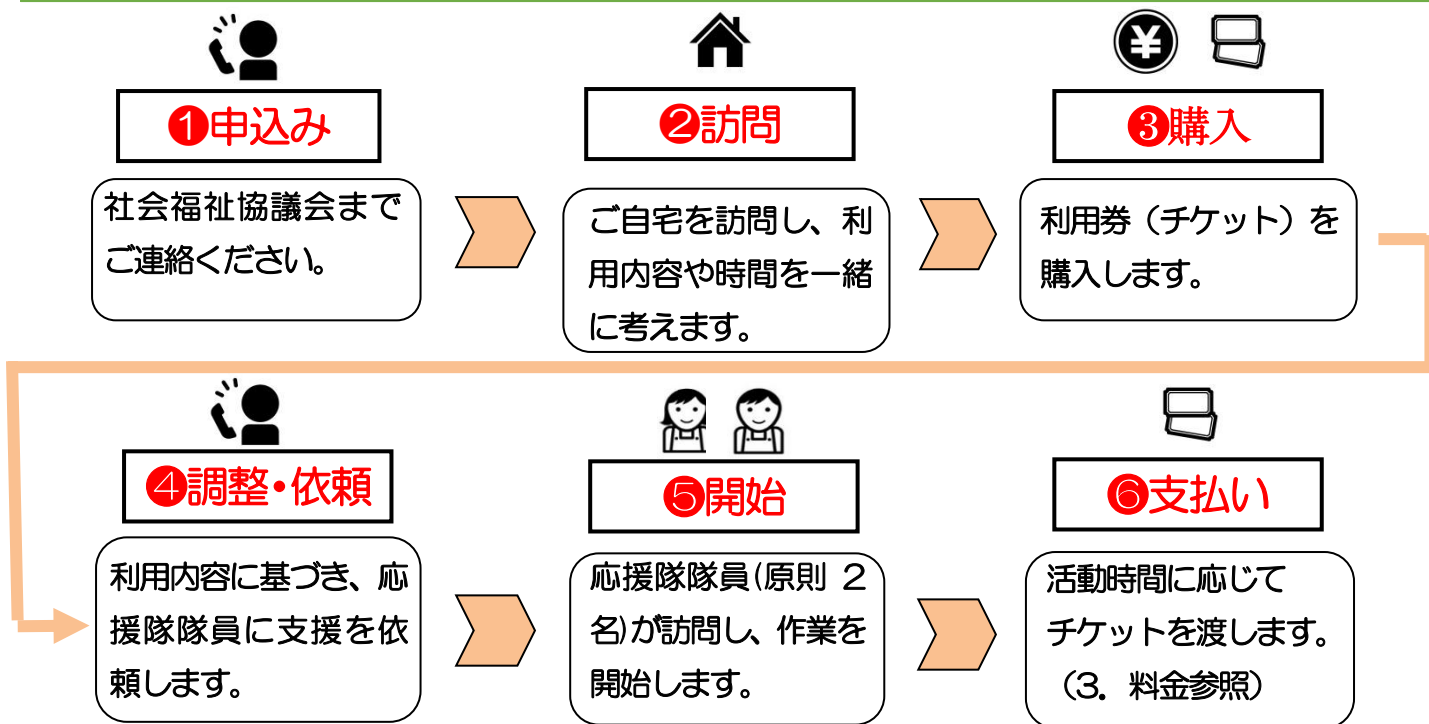 ❶申込み
社会福祉協議会まで
ご連絡ください。
❷訪問
ご自宅を訪問し、利
用内容や時間を一緒
に考えます。
¥
❸購入
利用券（チケット）を
購入します。
❹調整・依頼
利用内容に基づき、応
援隊隊員に支援を依
頼します。
❺開始
応援隊隊員(原則 2
名)が訪問し、作業を
開始します。
❻支払い
活動時間に応じて
チケットを渡します。
（3．料金参照）